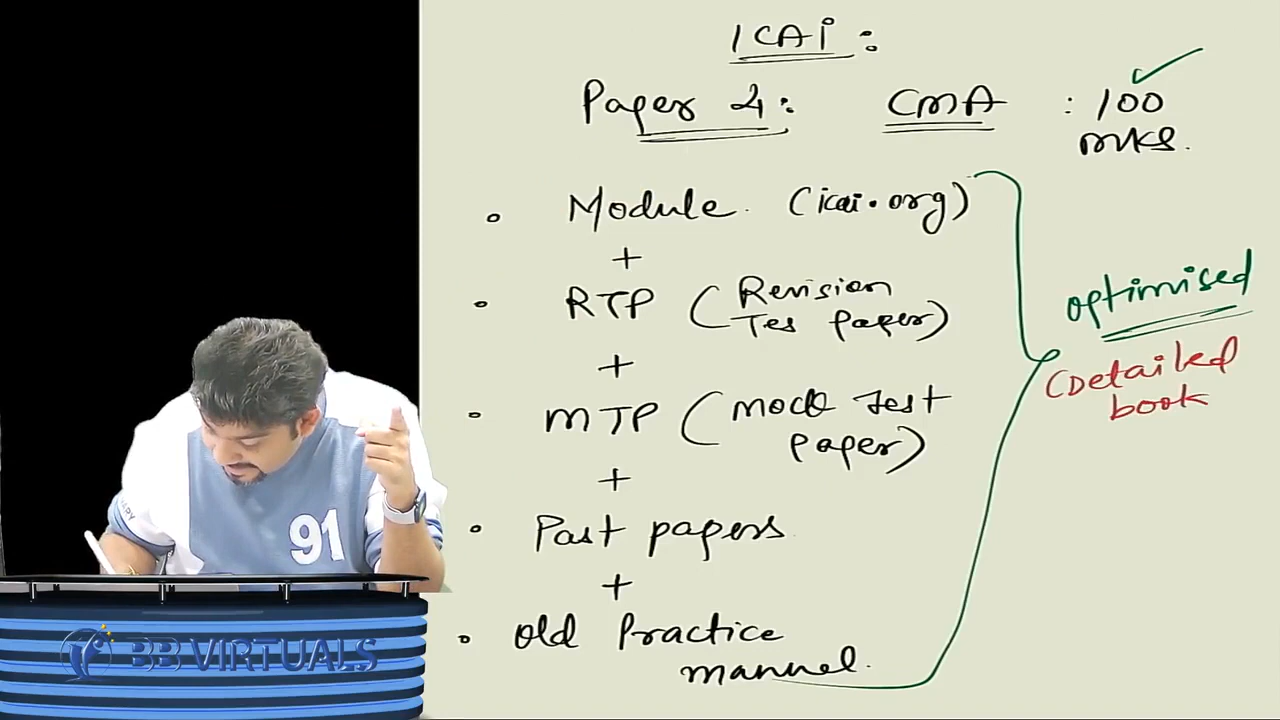 ICAI :
Paper 4 : CMA : 100
mks.
• Module. (icai.org)
+
• RTP (Revision
Tes paper)
+
• MTP (mock Test
paper)
+
• Past papers
+
• Old Practice
manuel.
optimised
(Detailed
book
91
BB VIRTUALS